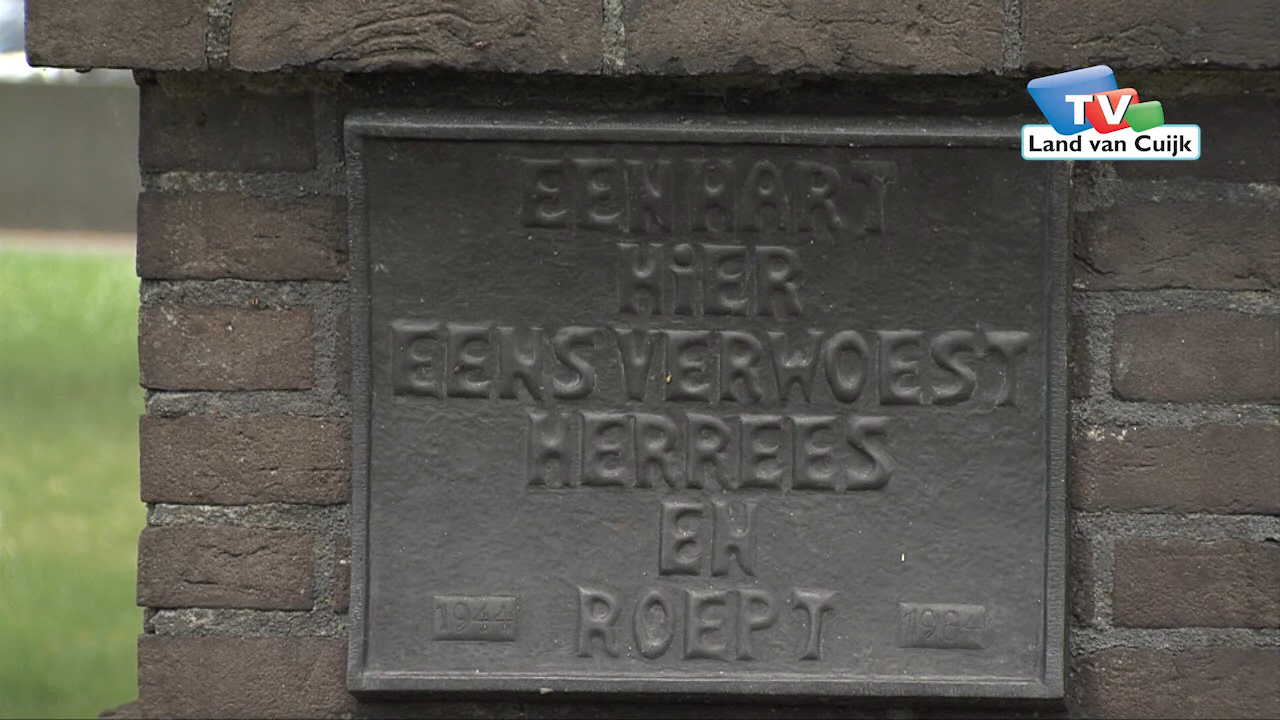 TV
Land van Cuijk
EEN HART
HiER
EENS VERWOEST
HERREES
EN
ROEPT
1944 1984